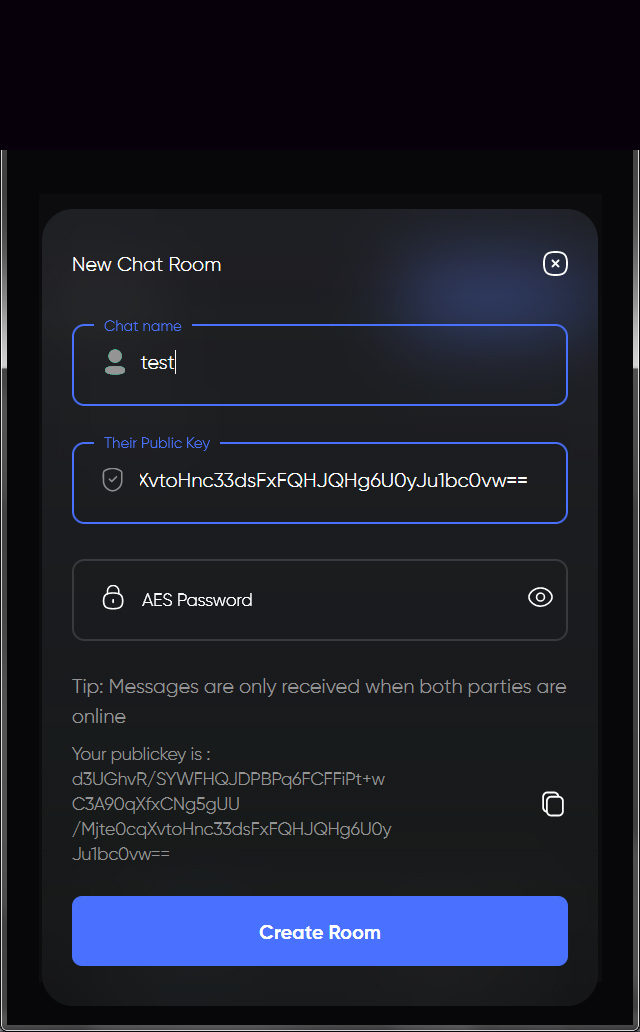 New Chat Room
Chat name
test
Their Public Key
XvtoHnc33dsFxFQHJQHg6U0yJu1bc0vw==
AES Password
Tip: Messages are only received when both parties are
online
Your publickey is :
d3UGhvR/SYWFHQJDPBPq6FCFFiPt+w
C3A90qXfxCNg5gUU
/Mjte0cqXvtoHnc33dsFxFQHJQHg6U0y
Ju1bc0vw==
Create Room